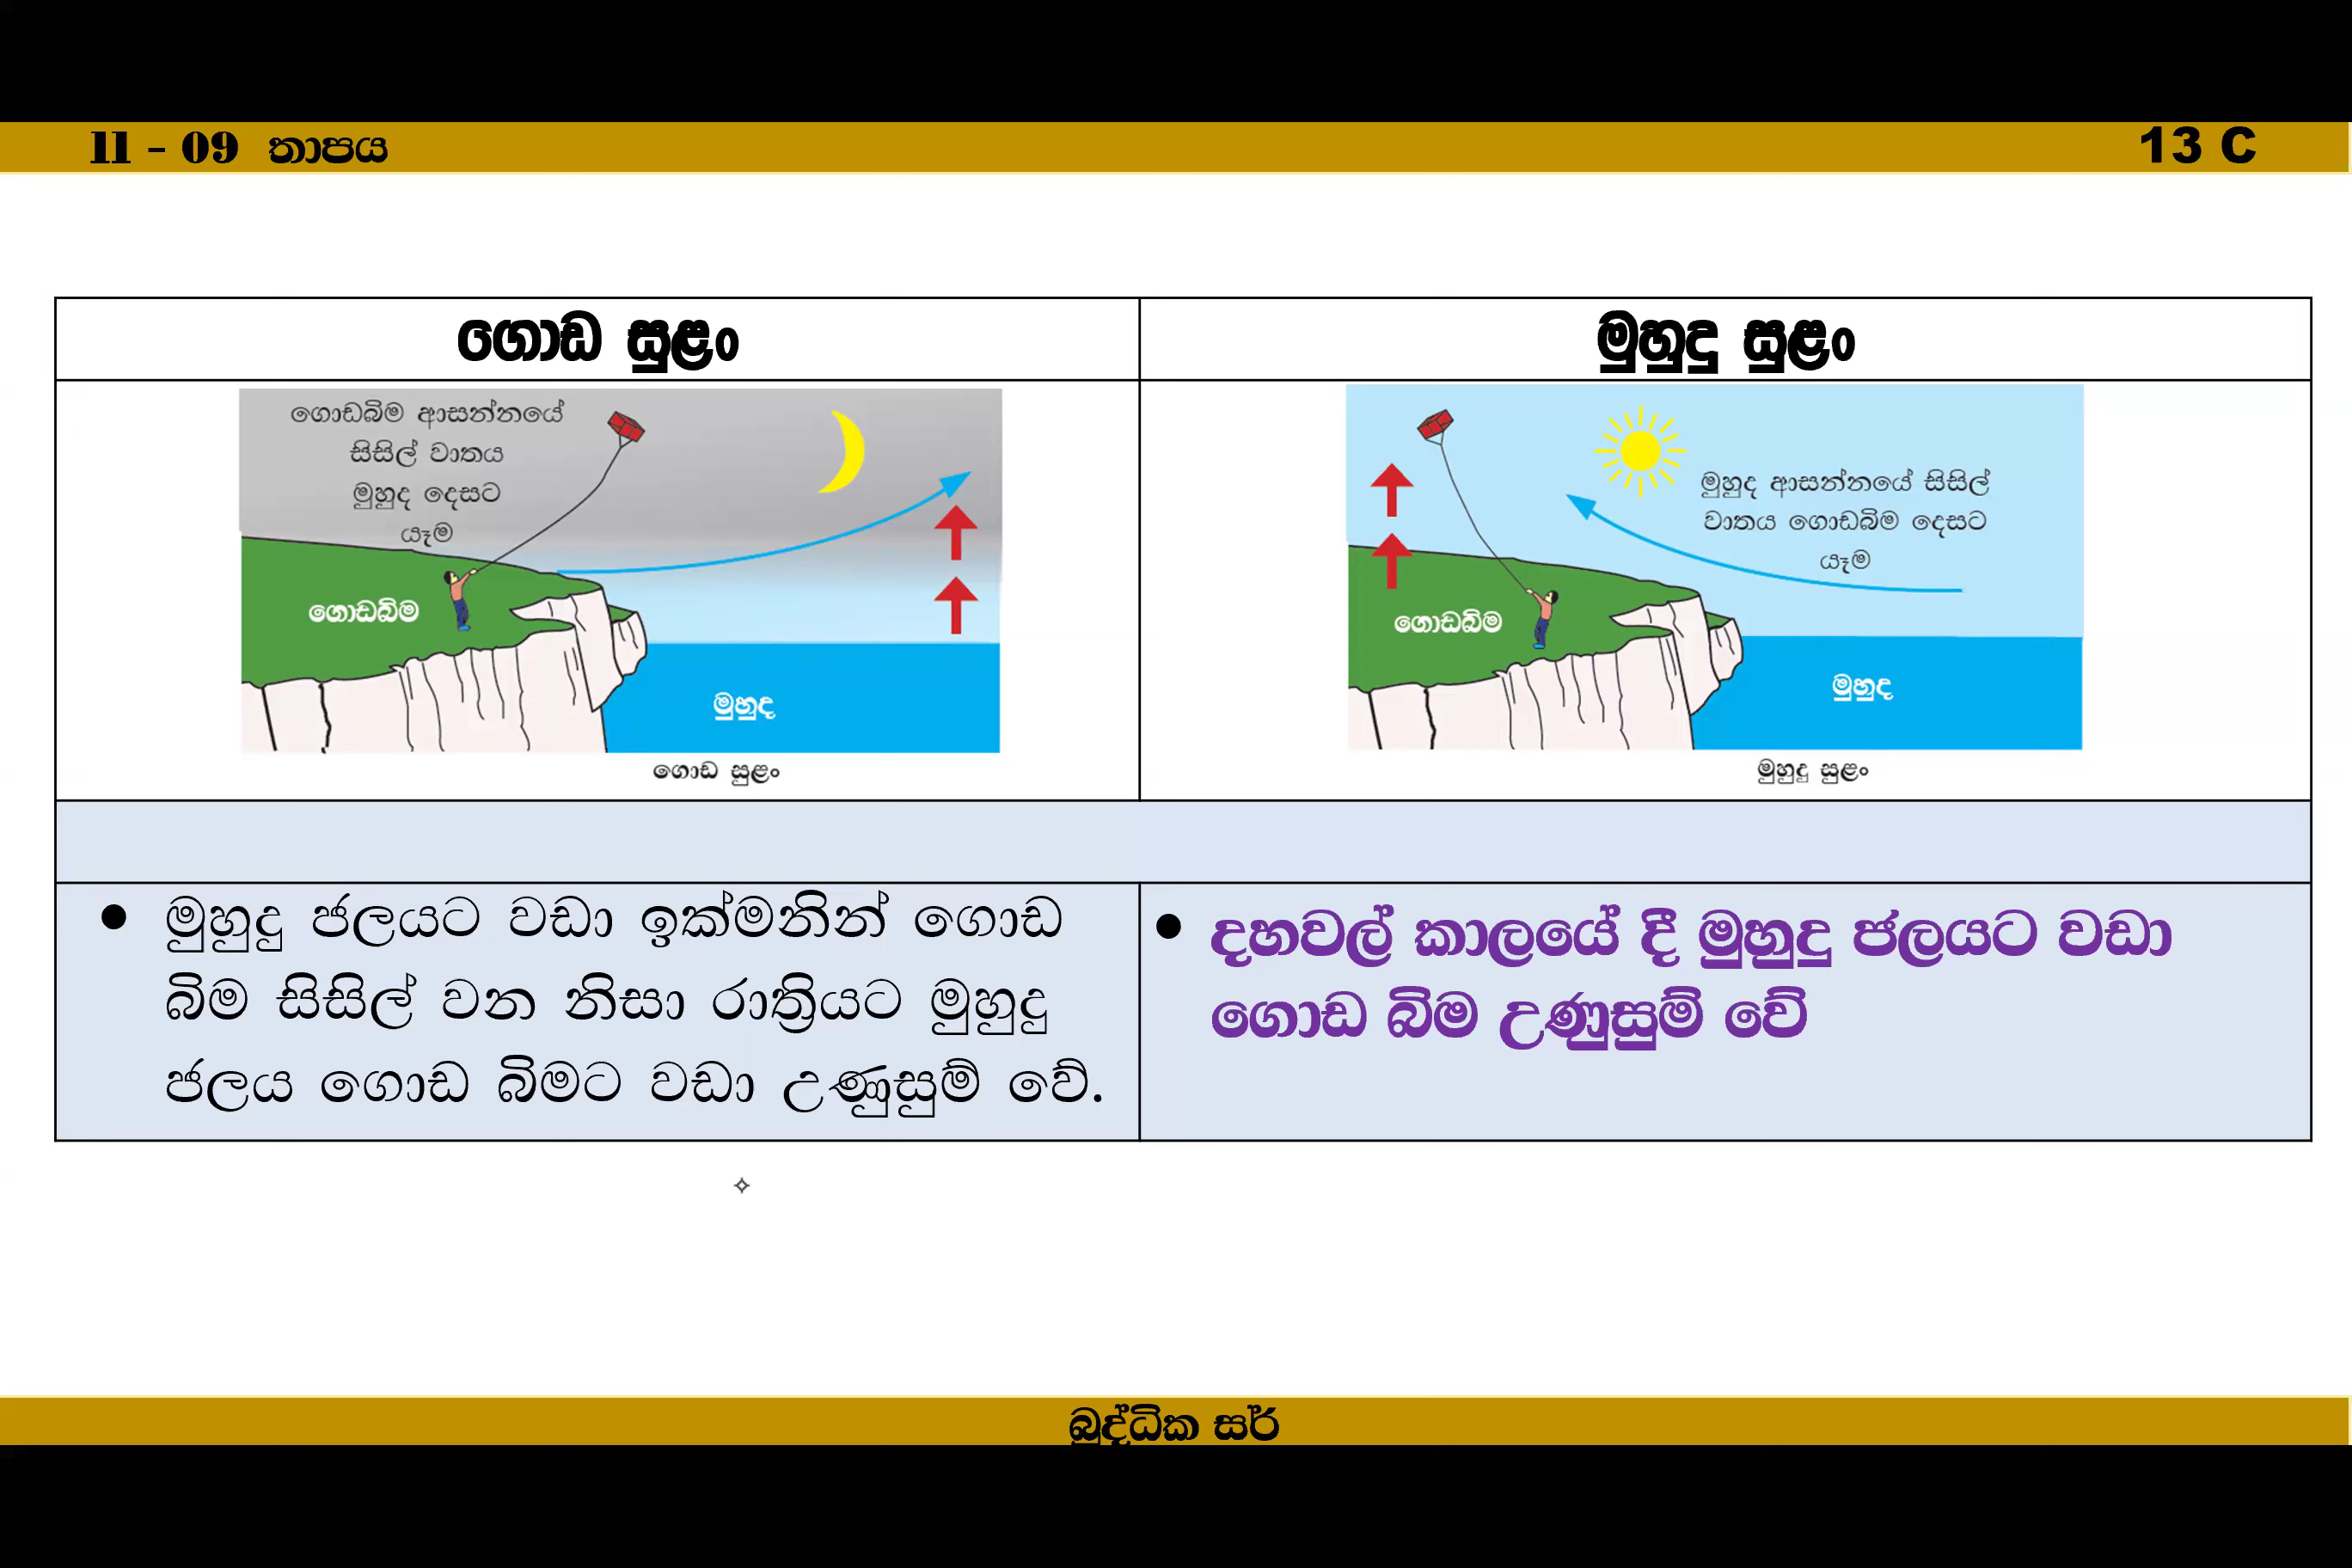 11 - 09 තාපය
13 C
ගොඩ සුළං
මුහුදු සුළං
ගොඩබිම ආසන්නයේ
සිසිල් වාතය
මුහුද දෙසට
යෑම
ගොඩබිම
මුහුද
ගොඩ සුළං
මුහුද ආසන්නයේ සිසිල්
වාතය ගොඩබිම දෙසට
යෑම
ගොඩබිම
මුහුද
මුහුදු සුළං
• මුහුදු ජලයට වඩා ඉක්මනින් ගොඩ
බිම සිසිල් වන නිසා රාත්‍රියට මුහුදු
ජලය ගොඩ බිමට වඩා උණුසුම් වේ.
• දහවල් කාලයේ දී මුහුදු ජලයට වඩා
ගොඩ බිම උණුසුම් වේ
බුද්ධික සර්